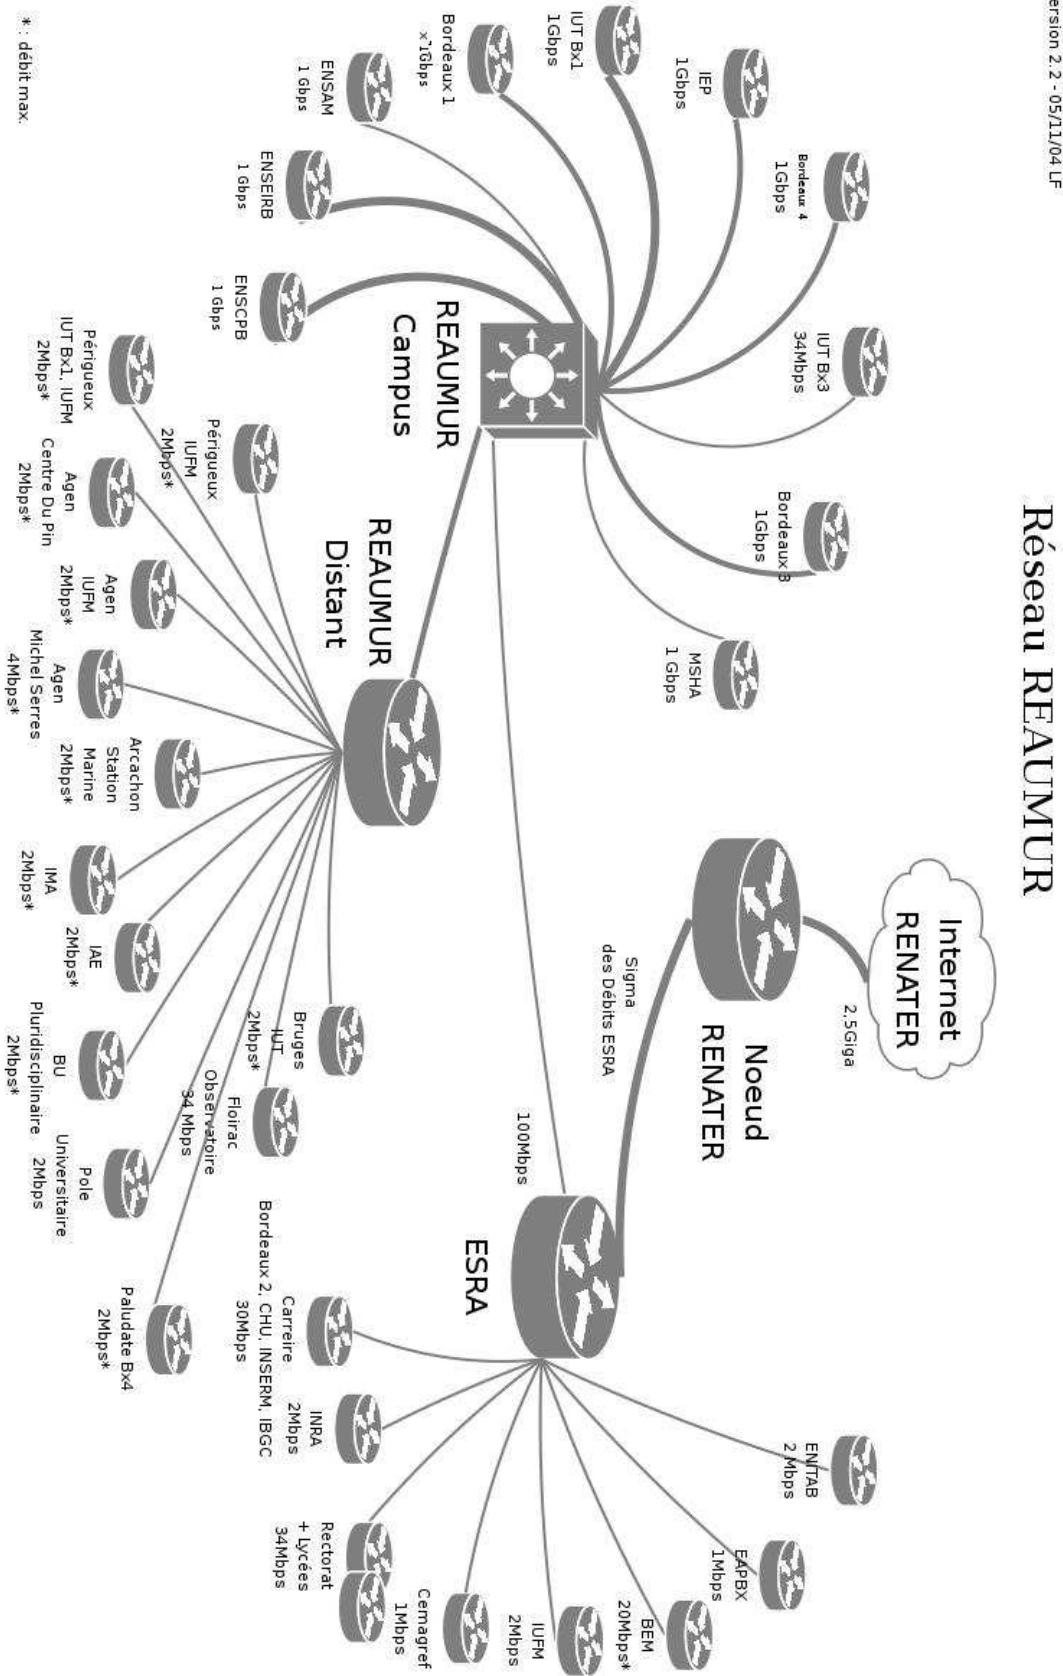 Réseau REAUMUR
ersion 2.2 - 05/11/04 LF
Internet
RENATER
2.5Giga
Noeud
RENATER
Sigma
des Débits ESRA
100Mbps
ESRA
IUT Bx3
34Mbps
Bordeaux 4
1Gbps
IEP
1Gbps
IUT Bx1
1Gbps
Bordeaux 1
ENSAM
1 Gbps
ENSEIRB
1 Gbps
ENSCPB
1 Gbps
Bordeaux 3
1Gbps
MSHA
1 Gbps
REAUMUR
Campus
REAUMUR
Distant
Périgueux
IUFM
2Mbps*
Périgueux
IUT Bx1, IUFM
2Mbps*
Agen
Centre Du Pin
2Mbps*
Agen
IUFM
2Mbps*
Agen
Michel Serres
4Mbps*
Arcachon
Station
Marine
2Mbps*
IMA
2Mbps*
IAE
2Mbps*
BU
Pluridisciplinaire
2Mbps*
Pole
Universitaire
2Mbps
Paludate Bx4
2Mbps*
Bruges
IUT
2Mbps*
Floirac
Observatoire
34 Mbps
Carreire
Bordeaux 2, CHU, INSERM, IBGC
30Mbps
INRA
2Mbps
Rectorat
+ Lycées
34Mbps
Cemagref
1Mbps
IUFM
2Mbps
BEM
20Mbps*
EAPBX
1Mbps
ENITAB
2 Mbps
* : débit max.